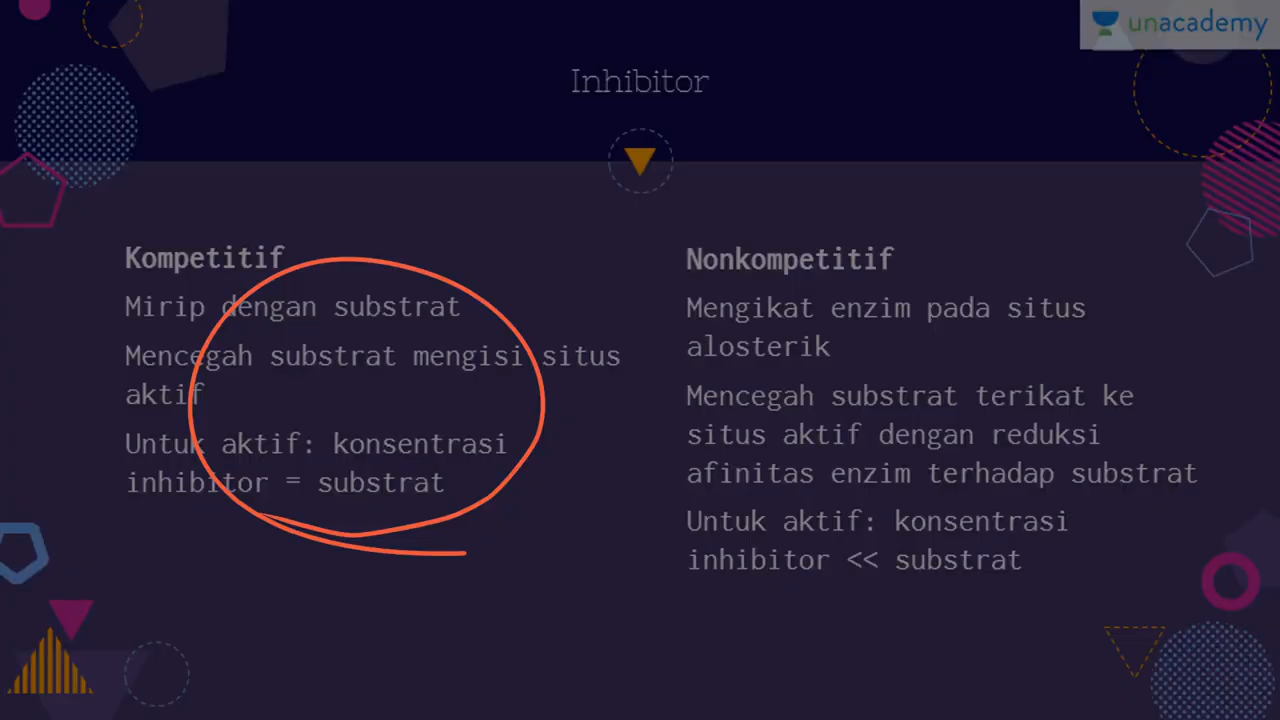 unacademy
Inhibitor
Kompetitif
Mirip dengan substrat
Mencegah substrat mengisi situs
aktif
Untuk aktif: konsentrasi
inhibitor = substrat
Nonkompetitif
Mengikat enzim pada situs
alosterik
Mencegah substrat terikat ke
situs aktif dengan reduksi
afinitas enzim terhadap substrat
Untuk aktif: konsentrasi
inhibitor << substrat